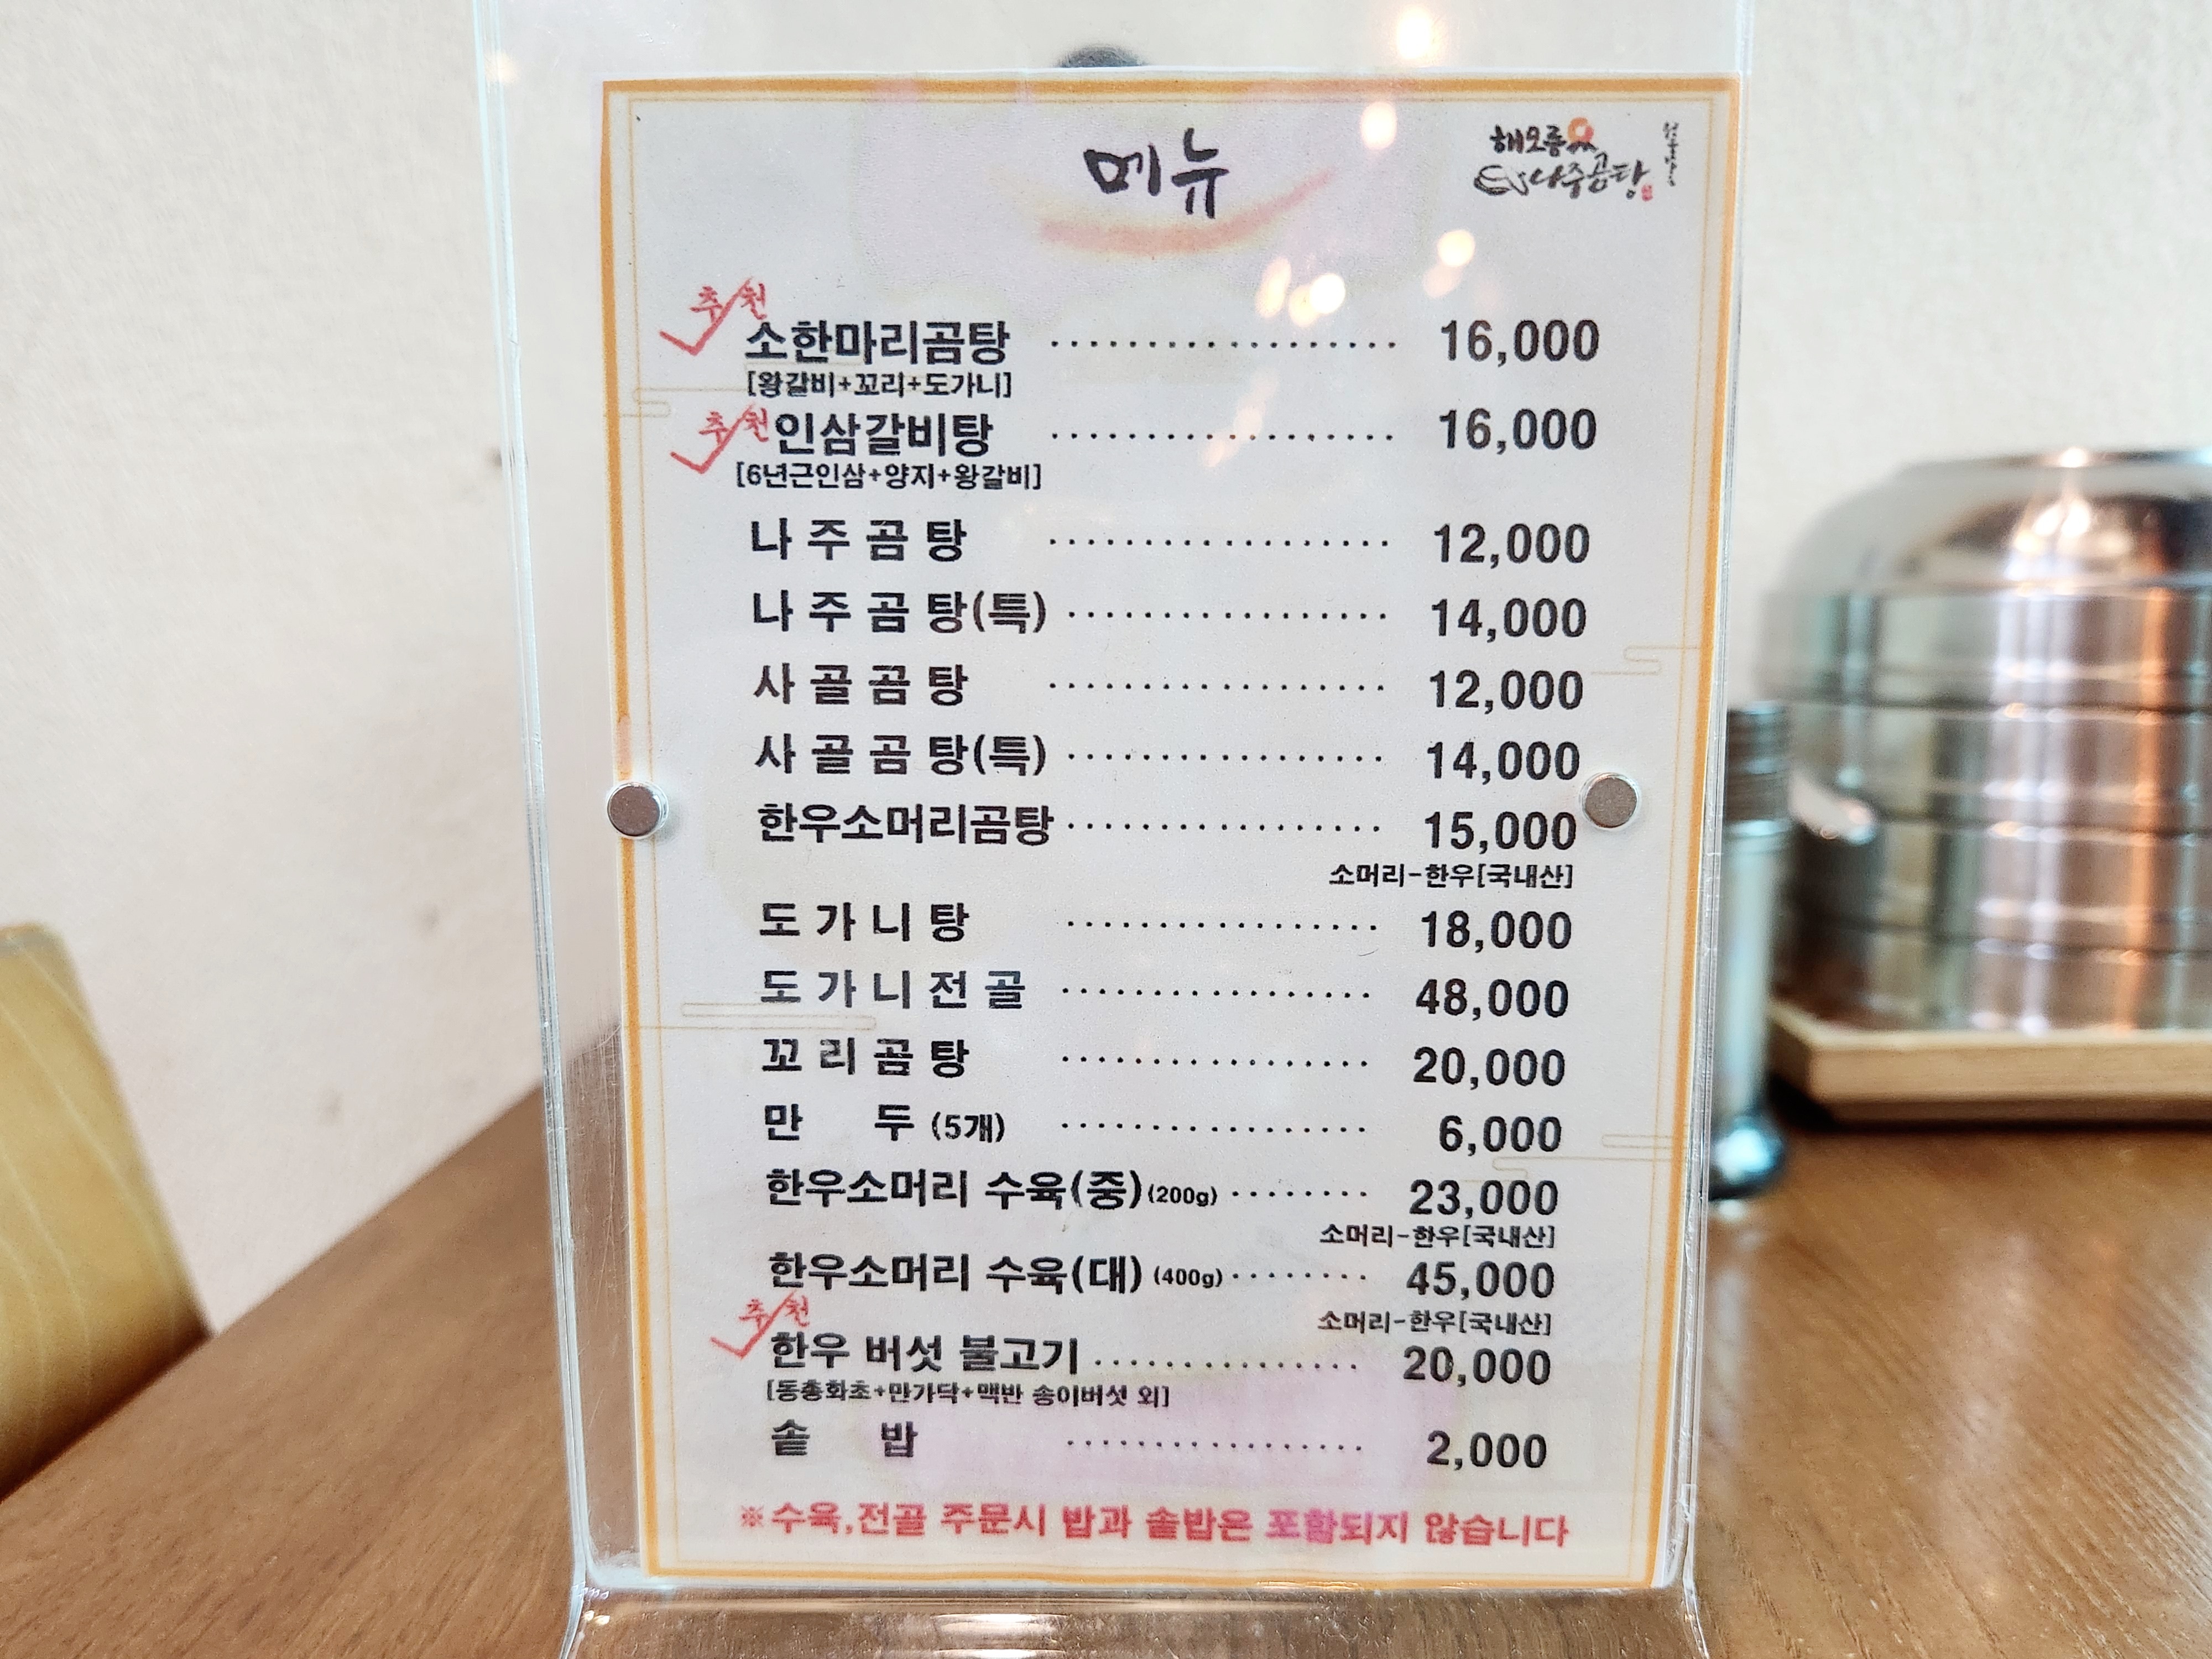 메뉴
해오름
나주곰탕
추천
소한마리곰탕 ·················· 16,000
[왕갈비+꼬리+도가니]
추천
인삼갈비탕 ·················· 16,000
[6년근인삼+양지+왕갈비]
나주곰탕 ·················· 12,000
나주곰탕(특) ················· 14,000
사골곰탕 ·················· 12,000
사골곰탕(특) ················· 14,000
한우소머리곰탕 ················· 15,000
소머리-한우[국내산]
도가니탕 ················· 18,000
도가니전골 ················· 48,000
꼬리곰탕 ················· 20,000
만 두 (5개) ················· 6,000
한우소머리 수육(중)(200g) ········ 23,000
소머리-한우[국내산]
한우소머리 수육(대) (400g) ········ 45,000
소머리-한우[국내산]
추천
한우 버섯 불고기 ················ 20,000
[동충화초+만가닥+맥반 송이버섯 외]
솥 밥 ················ 2,000
※수육,전골 주문시 밥과 솥밥은 포함되지 않습니다